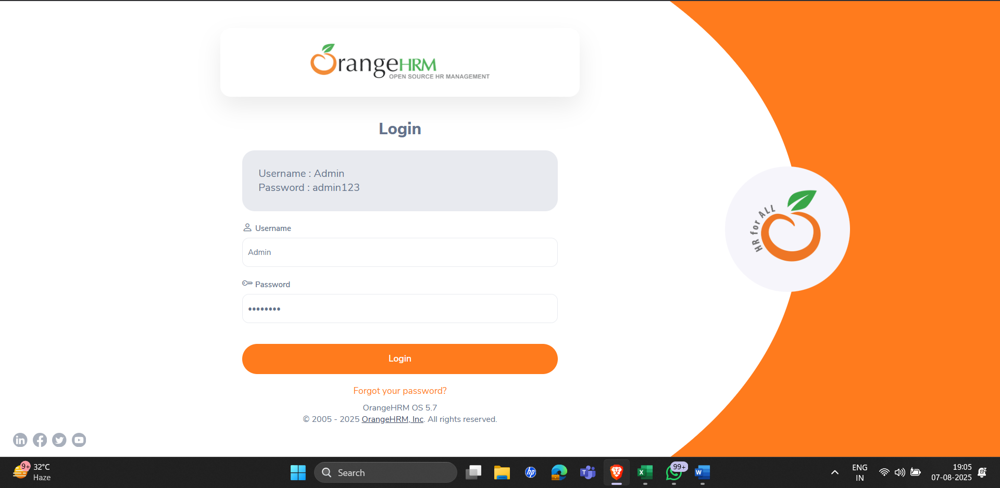 OrangeHRM
OPEN SOURCE HR MANAGEMENT
Login
Username : Admin
Password : admin123
Username
Admin
Password
••••••••
Login
Forgot your password?
OrangeHRM OS 5.7
© 2005 - 2025 OrangeHRM, Inc. All rights reserved.
HR for ALL
in
9+
32°C
Haze
Search
hp
T
X
99+
W
ENG
IN
19:05
07-08-2025